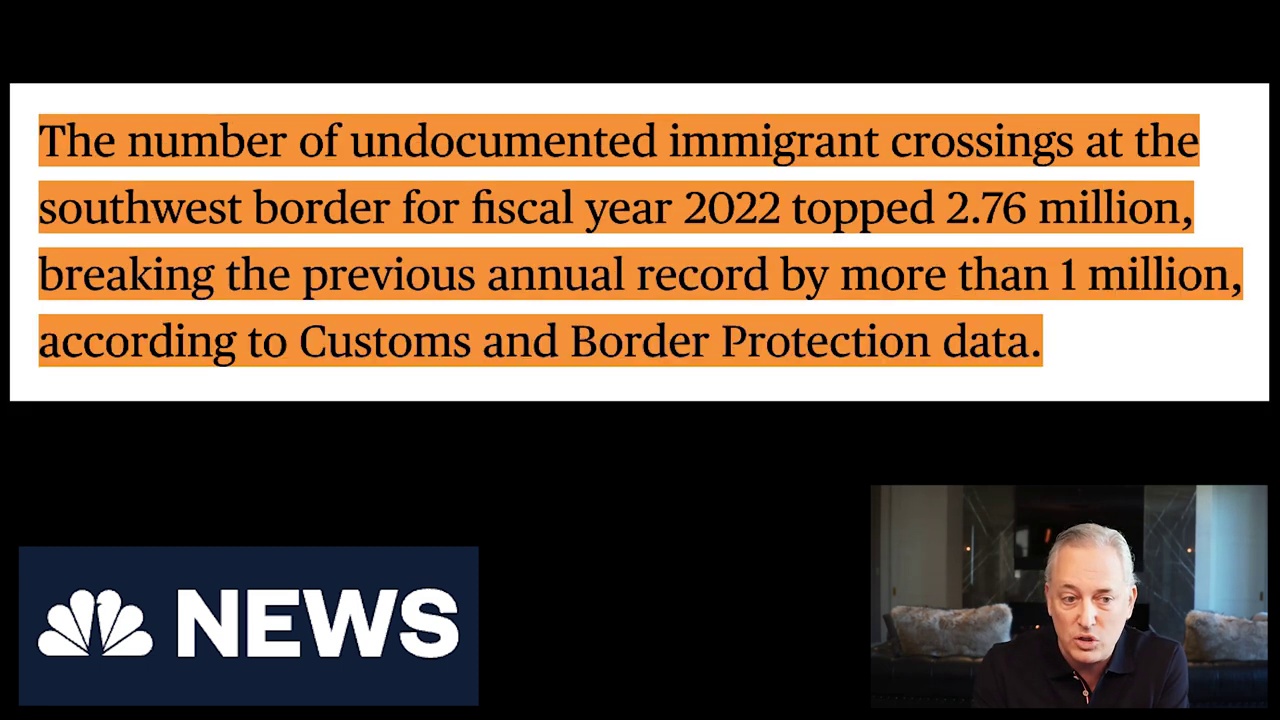 The number of undocumented immigrant crossings at the
southwest border for fiscal year 2022 topped 2.76 million,
breaking the previous annual record by more than 1 million,
according to Customs and Border Protection data.
NEWS